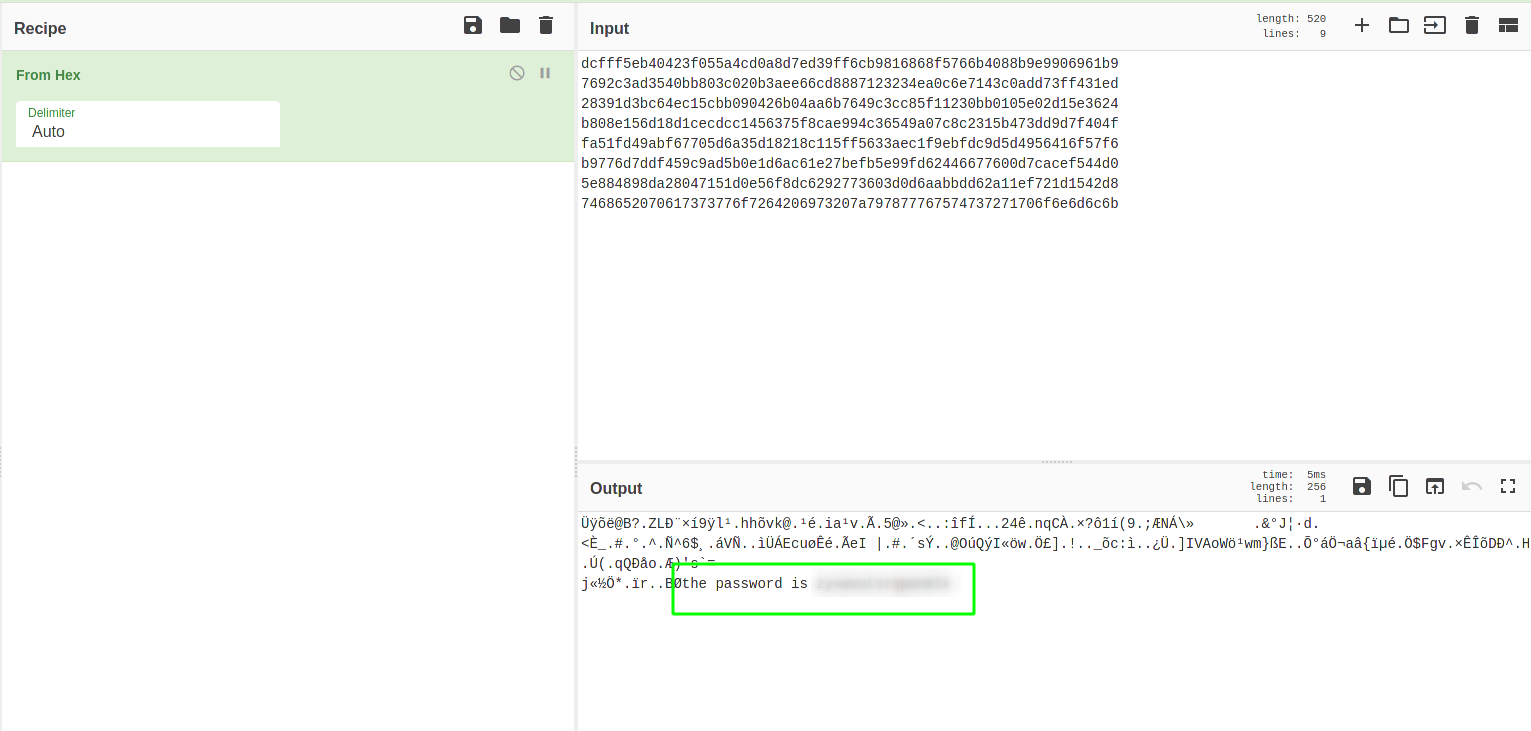 Recipe
From Hex
Delimiter
Auto
Input
length: 520
lines: 9
dcfff5eb40423f055a4cd0a8d7ed39ff6cb9816868f5766b4088b9e9906961b9
7692c3ad3540bb803c020b3aee66cd8887123234ea0c6e7143c0add73ff431ed
28391d3bc64ec15cbb090426b04aa6b7649c3cc85f11230bb0105e02d15e3624
b808e156d18d1cecdcc1456375f8cae994c36549a07c8c2315b473dd9d7f404f
fa51fd49abf67705d6a35d18218c115ff5633aec1f9ebfdc9d5d4956416f57f6
b9776d7ddf459c9ad5b0e1d6ac61e27befb5e99fd62446677600d7cacef544d0
5e884898da28047151d0e56f8dc6292773603d0d6aabbdd62a11ef721d1542d8
7468652070617373776f7264206973207a797877767574737271706f6e6d6c6b
Output
time: 5ms
length: 256
lines: 1
Üÿõë@B?.ZLÐ¨×í9ÿl¹.hhõvk@.¹é.ia¹v.Ã.5@».<..:îfÍ...24ê.nqCÀ.×?ô1í(9.;ÆNÁ\» .&°J¦·d.
<È_.#.°.^.Ñ^6$¸.áVÑ..ìÜÁEcuøÊé.ÃeI |.#.´sÝ..@OúQýI«öw.Ö£].!.._õc:ì..¿Ü.]IVAoWö¹wm}ßE..Õ°áÖ¬aâ{ïµé.Ö$Fgv.×ÊÎõDÐ^.H
.Ú(.qQÐåo.Æ)'s`=
j«½Ö*.ïr..BØthe password is